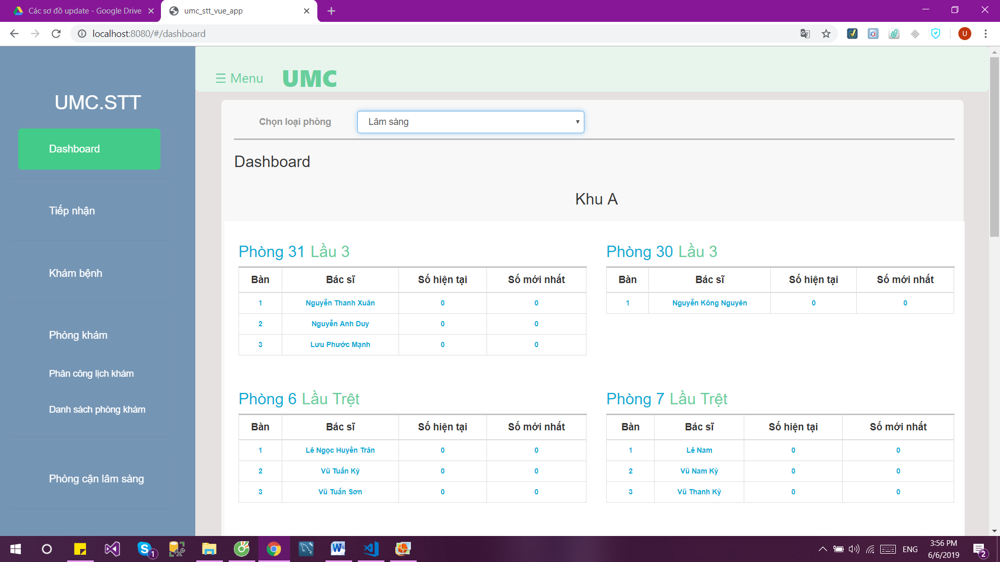 Các sơ đồ update - Google Drive
umc_stt_vue_app
localhost:8080/#/dashboard
U
☰ Menu UMC
UMC.STT
Dashboard
Tiếp nhận
Khám bệnh
Phòng khám
Phân công lịch khám
Danh sách phòng khám
Phòng cận lâm sàng
Chọn loại phòng Lâm sàng
Dashboard
Khu A
Phòng 31 Lầu 3
Bàn Bác sĩ Số hiện tại Số mới nhất
1 Nguyễn Thanh Xuân 0 0
2 Nguyễn Anh Duy 0 0
3 Lưu Phước Mạnh 0 0
Phòng 30 Lầu 3
Bàn Bác sĩ Số hiện tại Số mới nhất
1 Nguyễn Kông Nguyên 0 0
Phòng 6 Lầu Trệt
Bàn Bác sĩ Số hiện tại Số mới nhất
1 Lê Ngọc Huyền Trân 0 0
2 Vũ Tuấn Kỳ 0 0
3 Vũ Tuấn Sơn 0 0
Phòng 7 Lầu Trệt
Bàn Bác sĩ Số hiện tại Số mới nhất
1 Lê Nam 0 0
2 Vũ Nam Kỳ 0 0
3 Vũ Thanh Kỳ 0 0
1
ENG
3:56 PM
6/6/2019
2